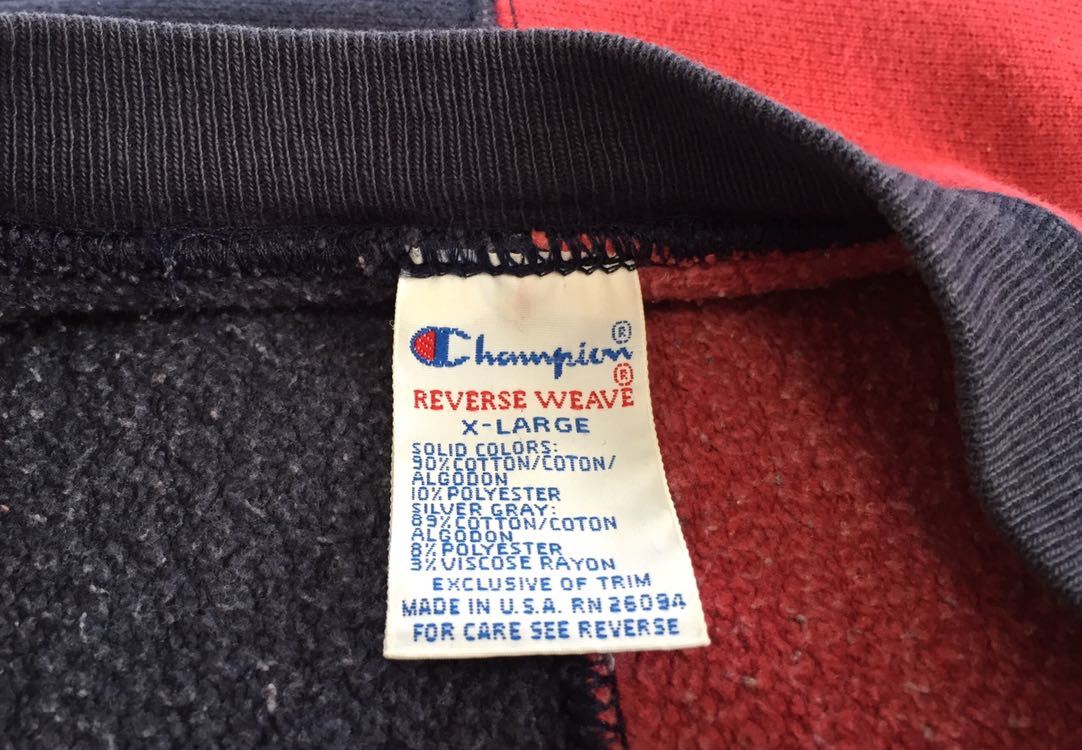 Champion®
REVERSE WEAVE®
X-LARGE
SOLID COLORS:
90% COTTON/COTON/
ALGODON
10% POLYESTER
SILVER GRAY:
89% COTTON/COTON
ALGODON
8% POLYESTER
3% VISCOSE RAYON
EXCLUSIVE OF TRIM
MADE IN U.S.A. RN 26094
FOR CARE SEE REVERSE